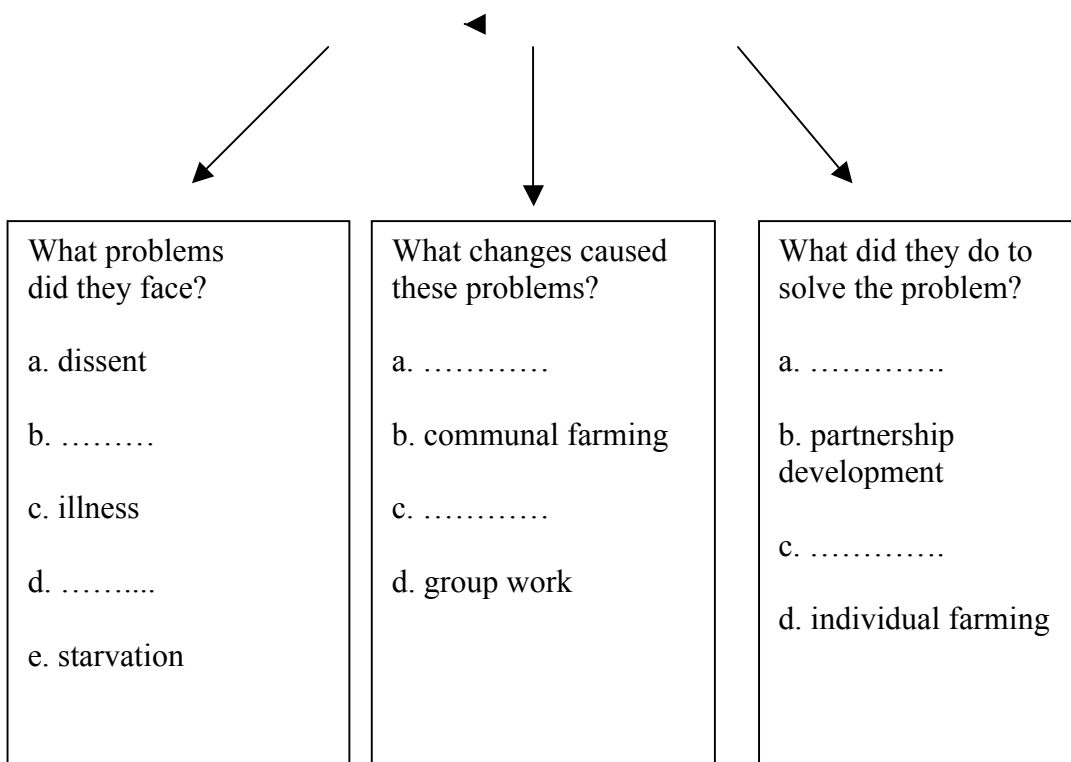 What problems
did they face?
a. dissent
b. ………
c. illness
d. ……....
e. starvation
What changes caused
these problems?
a. …………
b. communal farming
c. …………
d. group work
What did they do to
solve the problem?
a. ………….
b. partnership
development
c. ………….
d. individual farming